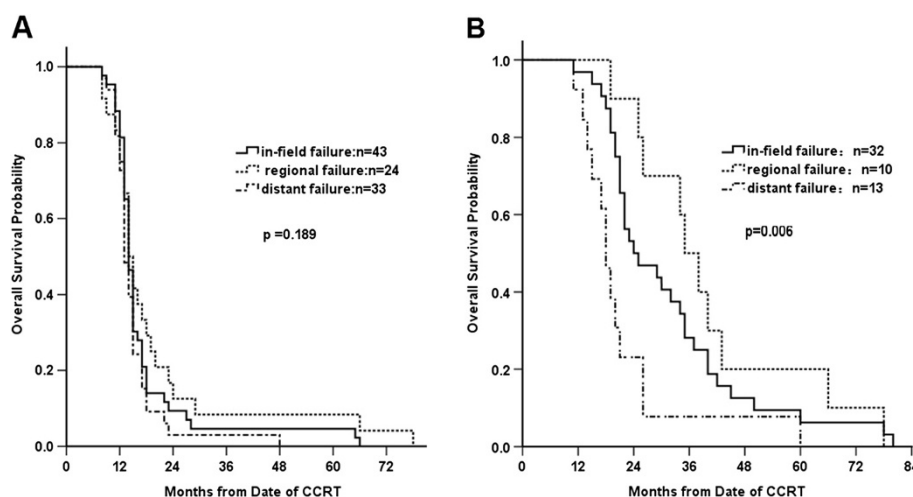 A
1.0
0.8
0.6
0.4
0.2
0.0
Overall Survival Probability
in-field failure:n=43
regional failure:n=24
distant failure:n=33
p =0.189
0 12 24 36 48 60 72
Months from Date of CCRT
B
1.0
0.8
0.6
0.4
0.2
0.0
Overall Survival Probability
in-field failure： n=32
regional failure： n=10
distant failure： n=13
p=0.006
0 12 24 36 48 60 72 84
Months from Date of CCRT